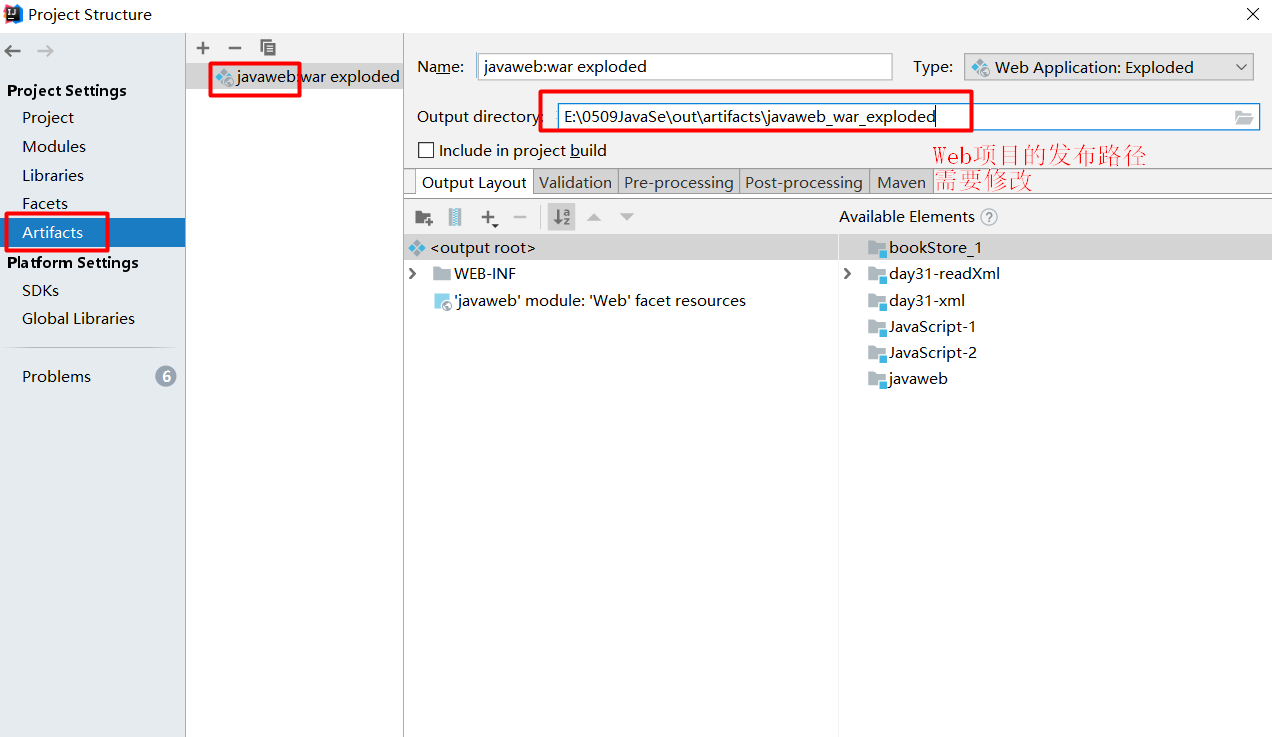 Project Structure
Project Settings
Project
Modules
Libraries
Facets
Artifacts
Platform Settings
SDKs
Global Libraries
Problems
6
javaweb:war exploded
Name:
javaweb:war exploded
Type:
Web Application: Exploded
Output directory:
E:\0509JavaSe\out\artifacts\javaweb_war_exploded
Include in project build
Web项目的发布路径
需要修改
Output Layout
Validation
Pre-processing
Post-processing
Maven
Available Elements
?
<output root>
WEB-INF
'javaweb' module: 'Web' facet resources
bookStore_1
day31-readXml
day31-xml
JavaScript-1
JavaScript-2
javaweb